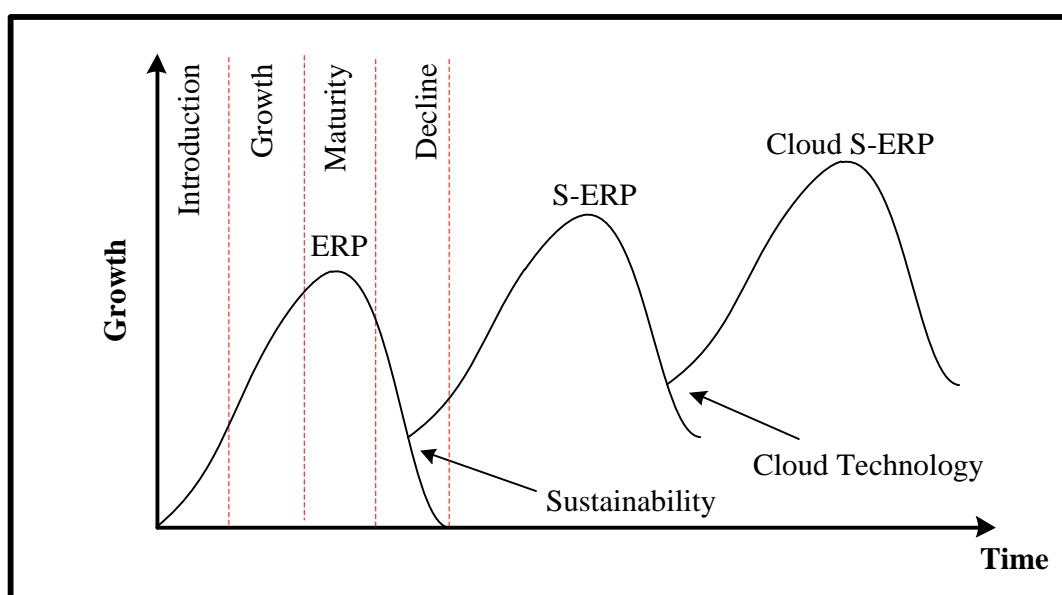 Introduction
Growth
Maturity
Decline
Cloud S-ERP
S-ERP
ERP
Growth
Cloud Technology
Sustainability
Time